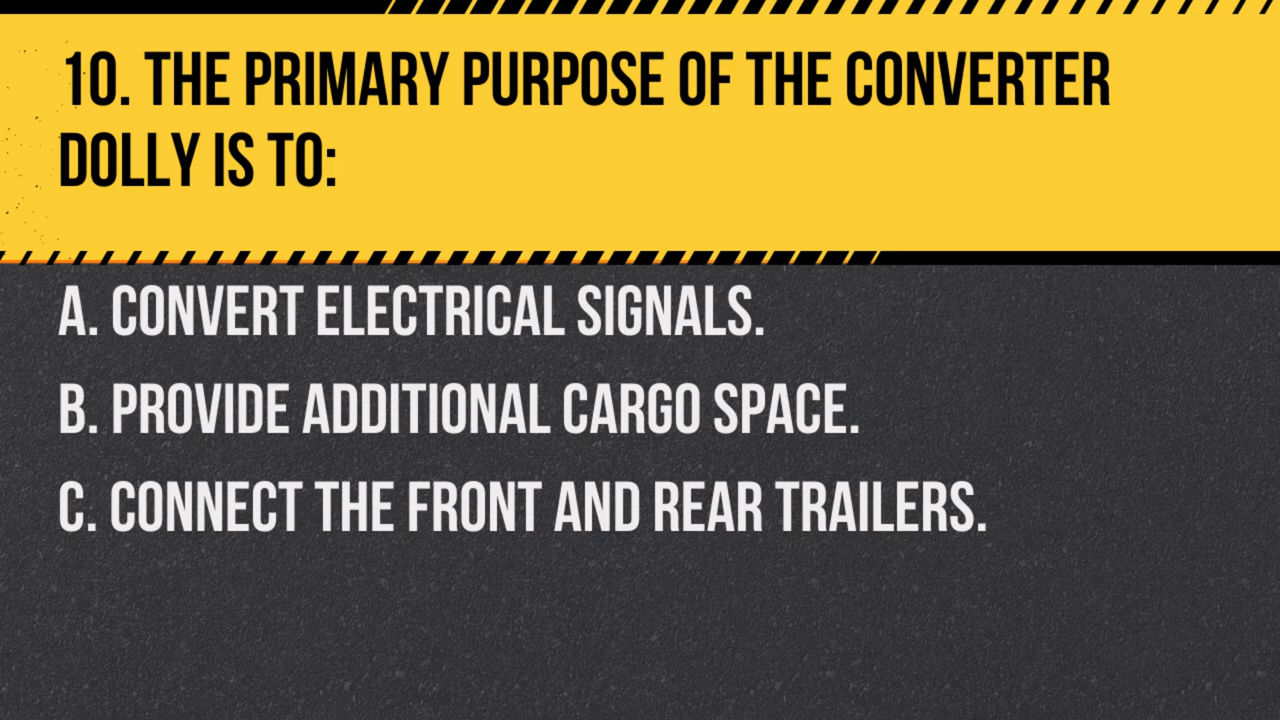 10. THE PRIMARY PURPOSE OF THE CONVERTER
DOLLY IS TO:
A. CONVERT ELECTRICAL SIGNALS.
B. PROVIDE ADDITIONAL CARGO SPACE.
C. CONNECT THE FRONT AND REAR TRAILERS.